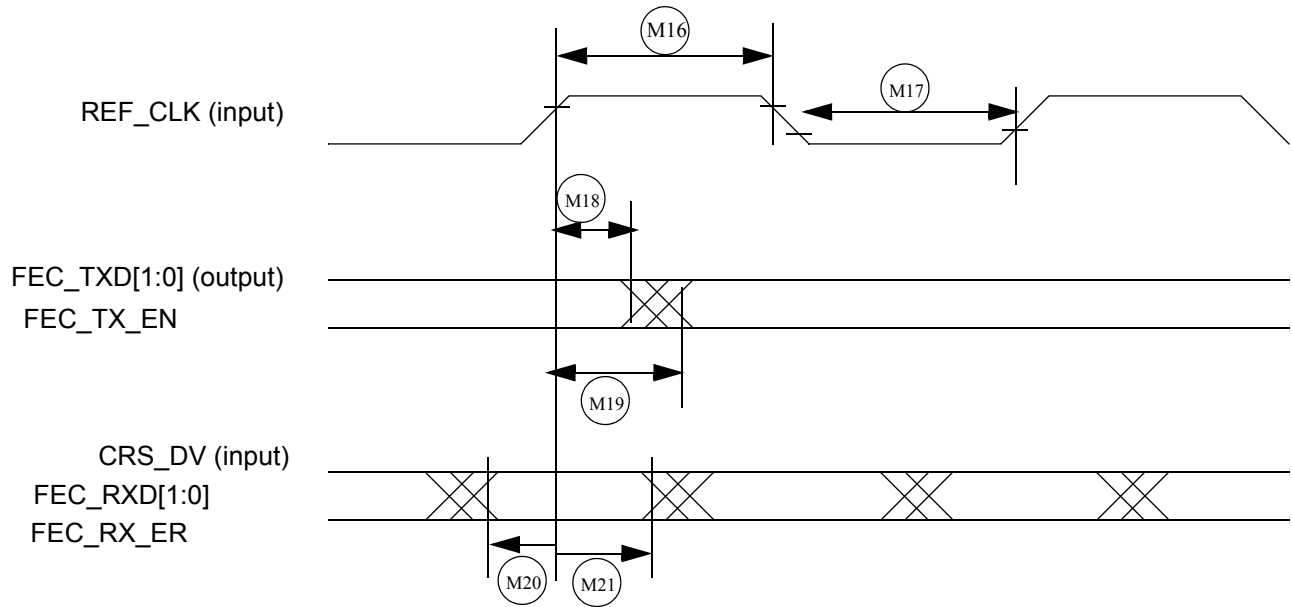 M16
REF_CLK (input)
M17
M18
FEC_TXD[1:0] (output)
FEC_TX_EN
M19
CRS_DV (input)
FEC_RXD[1:0]
FEC_RX_ER
M20
M21